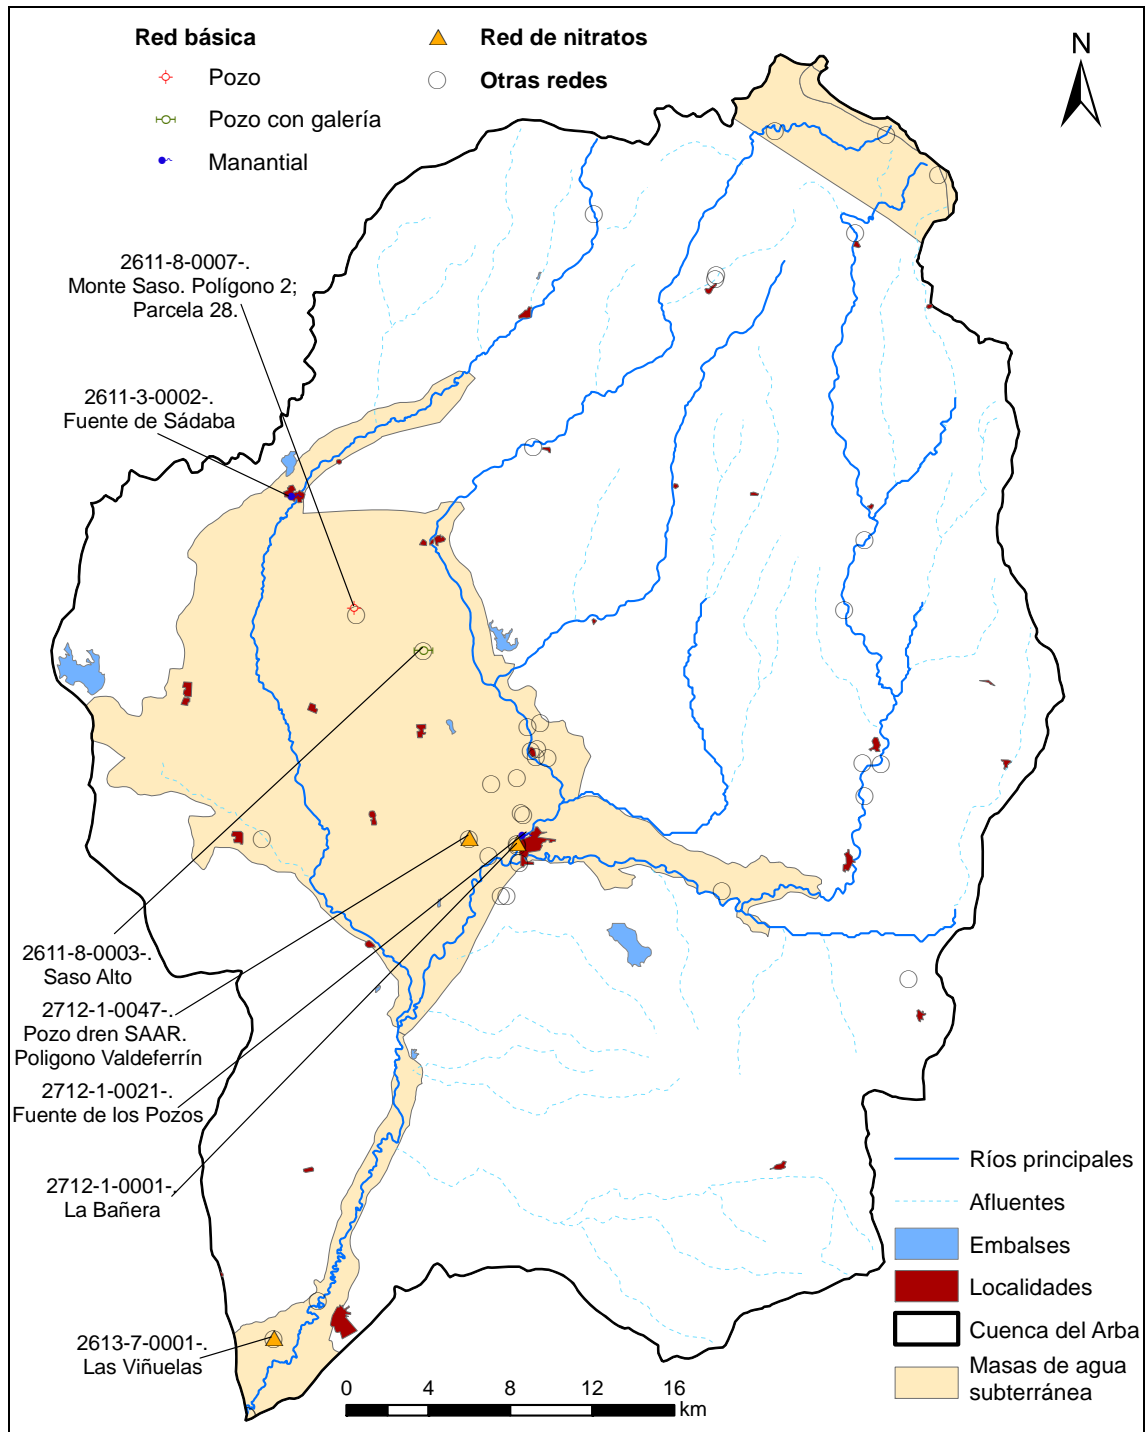 Red básica
Pozo
Pozo con galería
Manantial
Red de nitratos
Otras redes
N
2611-8-0007-.
Monte Saso. Polígono 2;
Parcela 28.
2611-3-0002-.
Fuente de Sádaba
2611-8-0003-.
Saso Alto
2712-1-0047-.
Pozo dren SAAR.
Poligono Valdeferrín
2712-1-0021-.
Fuente de los Pozos
2712-1-0001-.
La Bañera
2613-7-0001-.
Las Viñuelas
0 4 8 12 16
km
Ríos principales
Afluentes
Embalses
Localidades
Cuenca del Arba
Masas de agua
subterránea